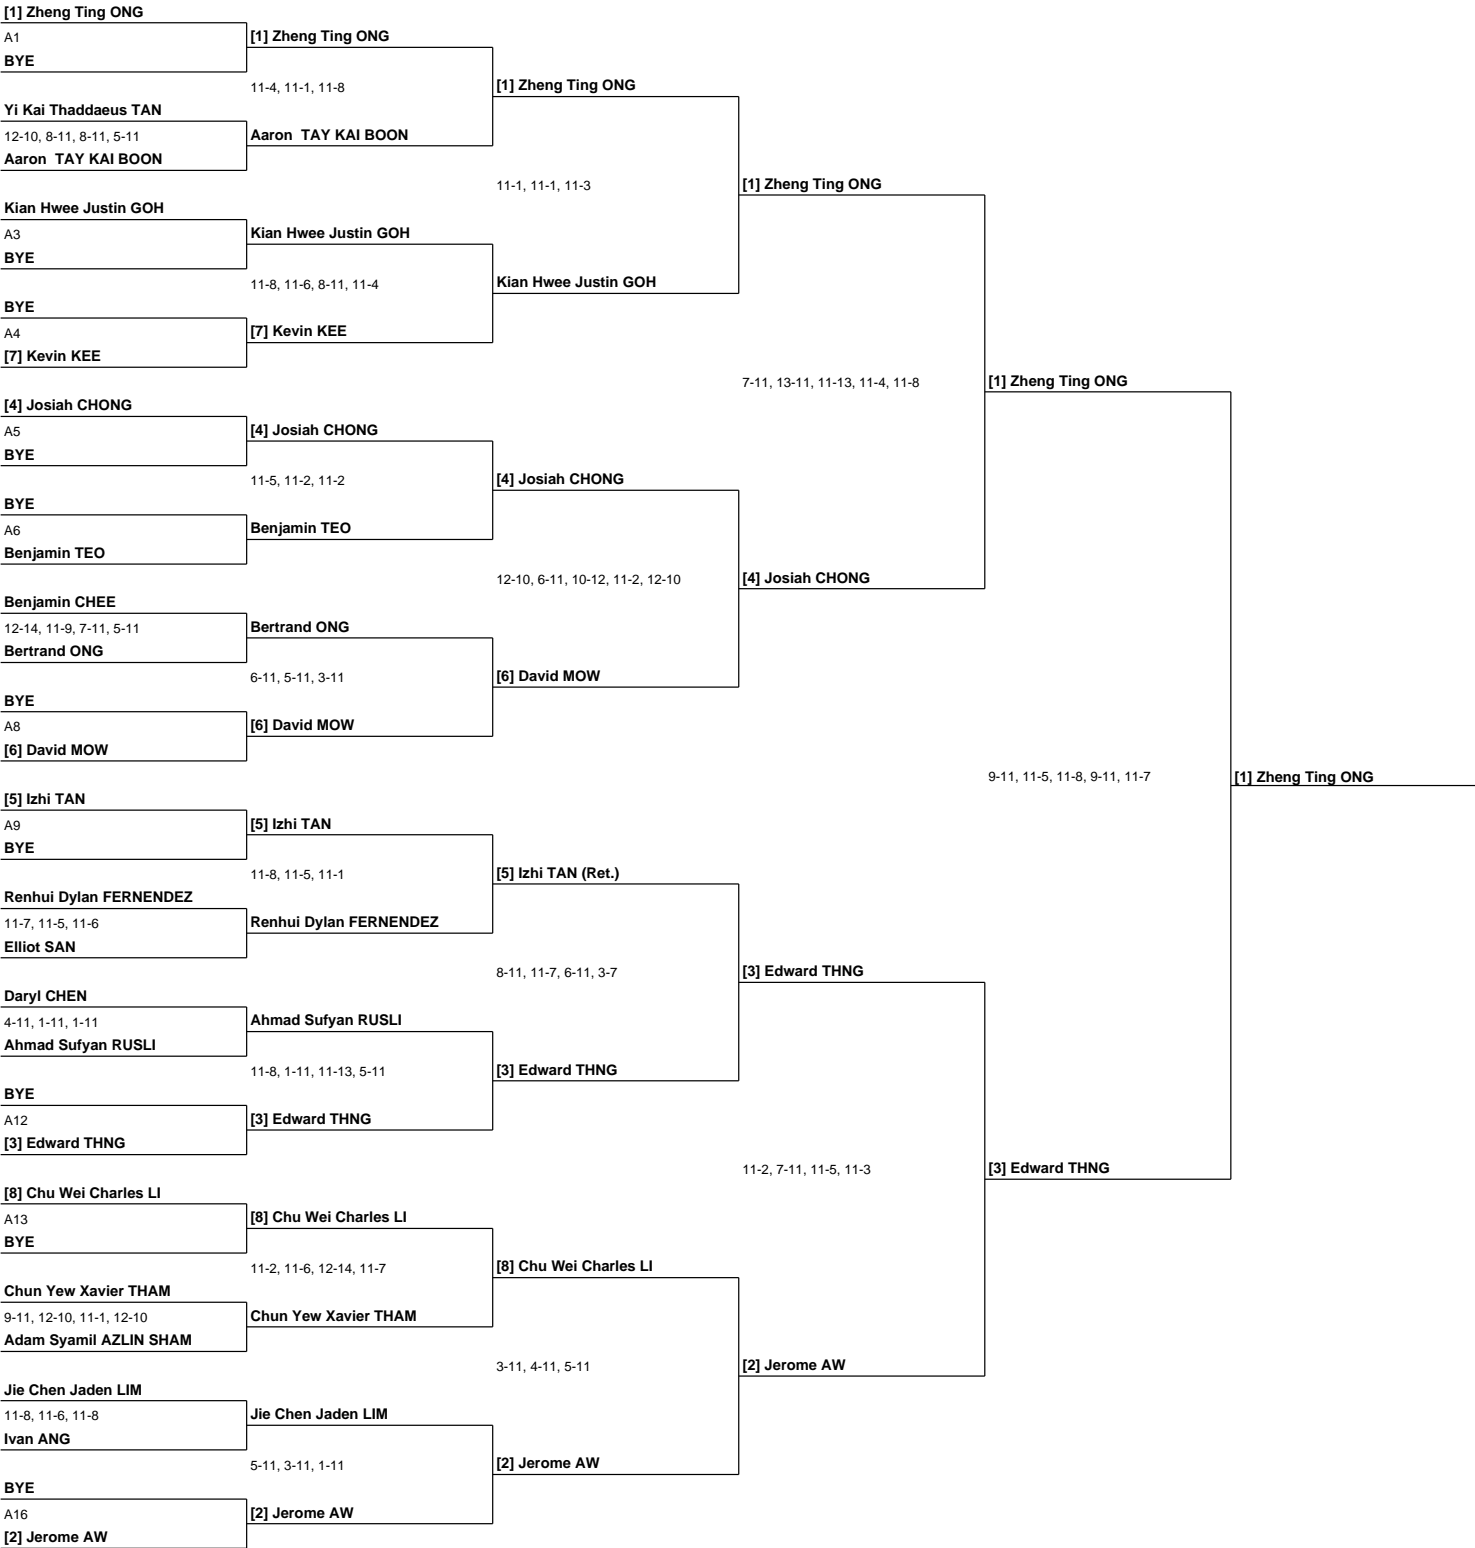 [1] Zheng Ting ONG
A1
BYE
Yi Kai Thaddaeus TAN
12-10, 8-11, 8-11, 5-11
Aaron  TAY KAI BOON
Kian Hwee Justin GOH
A3
BYE
BYE
A4
[7] Kevin KEE
[4] Josiah CHONG
A5
BYE
BYE
A6
Benjamin TEO
Benjamin CHEE
12-14, 11-9, 7-11, 5-11
Bertrand ONG
BYE
A8
[6] David MOW
[5] Izhi TAN
A9
BYE
Renhui Dylan FERNENDEZ
11-7, 11-5, 11-6
Elliot SAN
Daryl CHEN
4-11, 1-11, 1-11
Ahmad Sufyan RUSLI
BYE
A12
[3] Edward THNG
[8] Chu Wei Charles LI
A13
BYE
Chun Yew Xavier THAM
9-11, 12-10, 11-1, 12-10
Adam Syamil AZLIN SHAM
Jie Chen Jaden LIM
11-8, 11-6, 11-8
Ivan ANG
BYE
A16
[2] Jerome AW
[1] Zheng Ting ONG
11-4, 11-1, 11-8
Aaron  TAY KAI BOON
Kian Hwee Justin GOH
11-8, 11-6, 8-11, 11-4
[7] Kevin KEE
[4] Josiah CHONG
11-5, 11-2, 11-2
Benjamin TEO
Bertrand ONG
6-11, 5-11, 3-11
[6] David MOW
[5] Izhi TAN
11-8, 11-5, 11-1
Renhui Dylan FERNENDEZ
Ahmad Sufyan RUSLI
11-8, 1-11, 11-13, 5-11
[3] Edward THNG
[8] Chu Wei Charles LI
11-2, 11-6, 12-14, 11-7
Chun Yew Xavier THAM
Jie Chen Jaden LIM
5-11, 3-11, 1-11
[2] Jerome AW
[1] Zheng Ting ONG
11-1, 11-1, 11-3
Kian Hwee Justin GOH
[4] Josiah CHONG
12-10, 6-11, 10-12, 11-2, 12-10
[6] David MOW
[5] Izhi TAN (Ret.)
8-11, 11-7, 6-11, 3-7
[3] Edward THNG
[8] Chu Wei Charles LI
3-11, 4-11, 5-11
[2] Jerome AW
[1] Zheng Ting ONG
7-11, 13-11, 11-13, 11-4, 11-8
[4] Josiah CHONG
[3] Edward THNG
11-2, 7-11, 11-5, 11-3
[2] Jerome AW
[1] Zheng Ting ONG
9-11, 11-5, 11-8, 9-11, 11-7
[3] Edward THNG
[1] Zheng Ting ONG